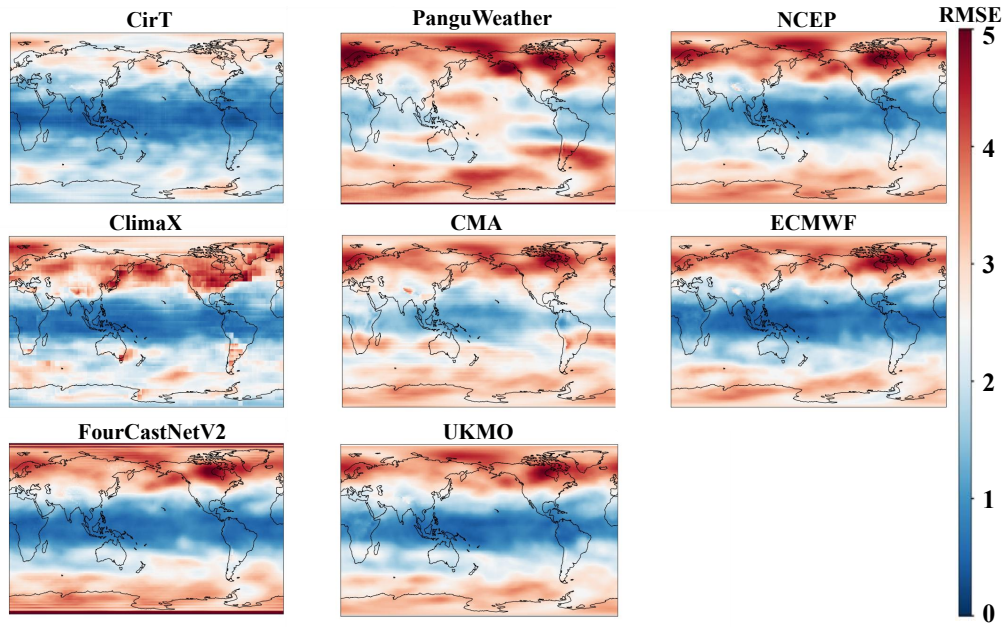 CirT
PanguWeather
NCEP
RMSE
5
4
3
2
1
0
ClimaX
CMA
ECMWF
FourCastNetV2
UKMO